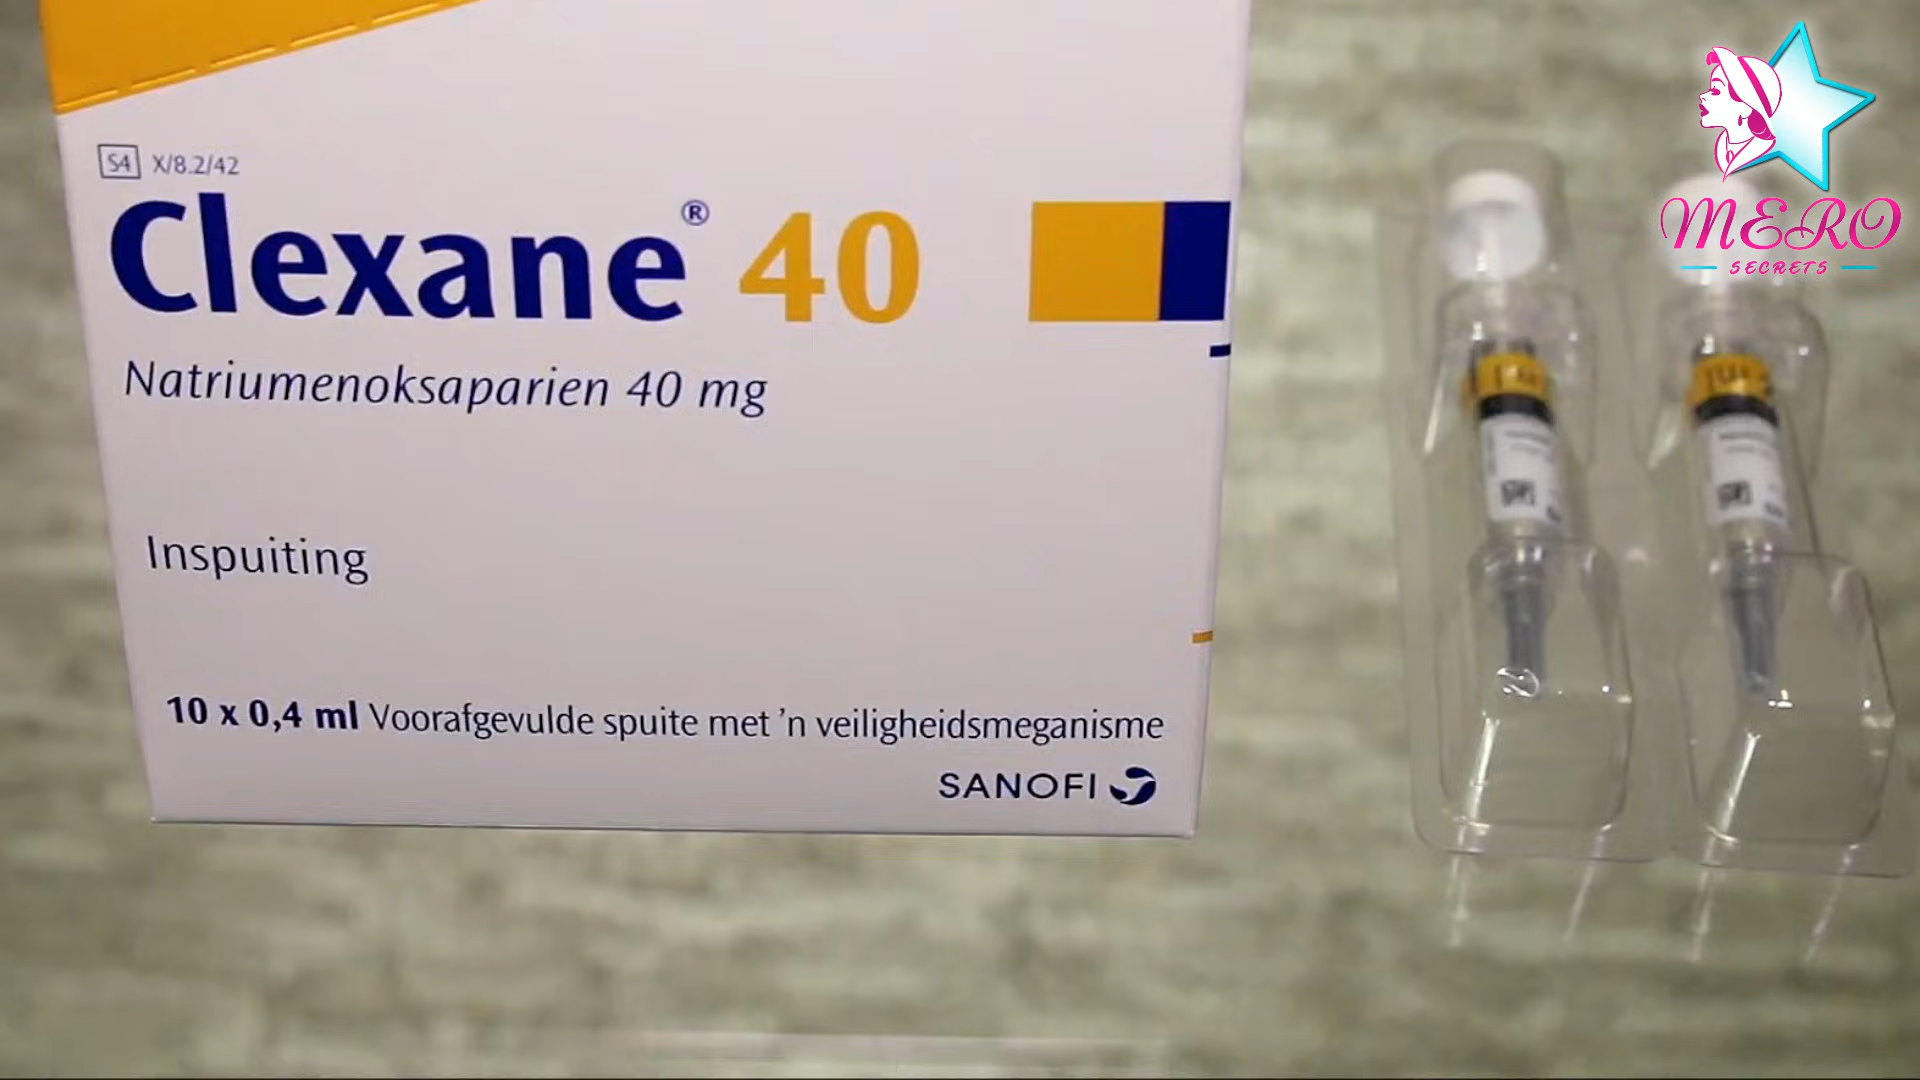 S4 X/8.2/42
Clexane® 40
Natriumenoksaparien 40 mg
Inspuiting
10 x 0,4 ml Voorafgevulde spuite met 'n veiligheidsmeganisme
SANOFI
MERO
SECRETS